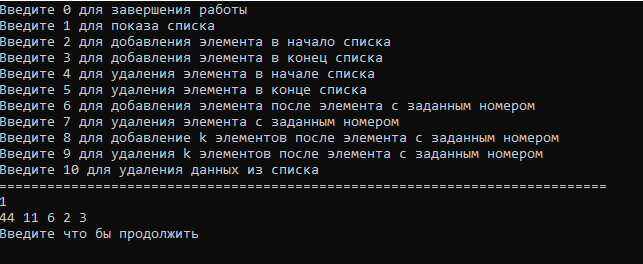 Введите 0 для завершения работы
Введите 1 для показа списка
Введите 2 для добавления элемента в начало списка
Введите 3 для добавления элемента в конец списка
Введите 4 для удаления элемента в начале списка
Введите 5 для удаления элемента в конце списка
Введите 6 для добавления элемента после элемента с заданным номером
Введите 7 для удаления элемента с заданным номером
Введите 8 для добавление k элементов после элемента с заданным номером
Введите 9 для удаления k элементов после элемента с заданным номером
Введите 10 для удаления данных из списка
============================================================================
1
44 11 6 2 3
Введите что бы продолжить